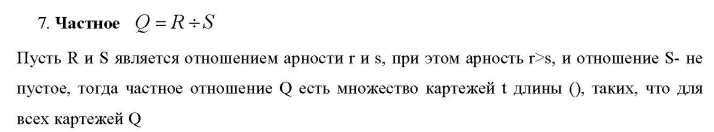 7. Частное Q = R ÷ S
Пусть R и S является отношением арности r и s, при этом арность r>s, и отношение S- не
пустое, тогда частное отношение Q есть множество картежей t длины (), таких, что для
всех картежей Q